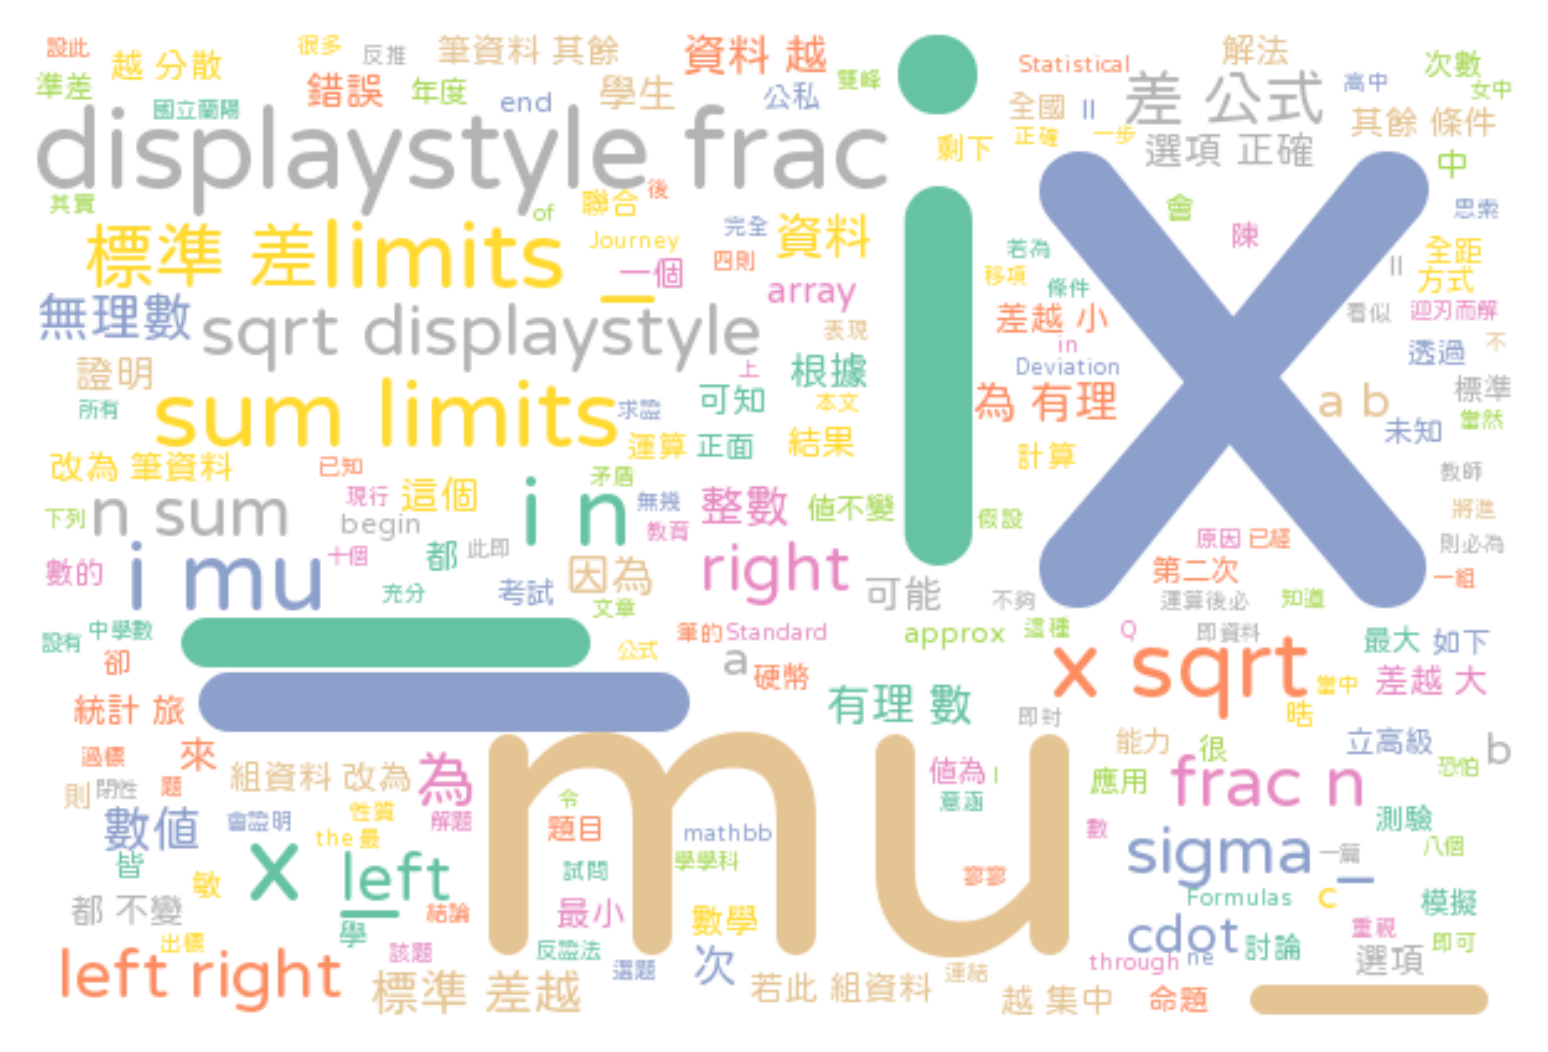 設此 越 分散 很多 反推 筆資料 其餘 資料 越 Statistical 解法 次數
準差 國立蘭陽 錯誤 年度 end 學生 公私 雙峰 全國 II 差 公式 高中 女中
displaystyle frac i 剩下 正確 一步 選項 正確 其餘 條件 中
其實 of 聯合 後 完全 資料 x 會 陳 思索
標準 差 limits _ Journey 一個 四則 若為 移項 條件 ll 全距 方式
無理數 sqrt displaystyle array 表現 差越 小 in 看似 迎刃而解
證明 上 根據 Deviation 透過 不
所有 sum limits 求證 可知 本文 為 有理 a b 標準 未知 當然
改為 筆資料 已知 運算 正面 結果 計算 教師
下列 n sum 現行 這個 begin i n 矛盾 無幾 教育 整數 值不變 假設 將進
數的 i mu 十個 都 此即 充分 考試 因為 文章 right 可能 不夠 原因 已經 第二次 則必為 一組
運算後必 知道
設有 中學數 卻 _ 公式 筆的 Standard approx 這種 Q 即資料 最大 如下
統計 旅 _ a 硬幣 有理 數 即封 x sqrt 當中 差越 大 皓
過標 來 組資料 改為 為 mu 值為 l 能力 很 立高級 恐怕 b
則 閉性 題 意涵 應用 frac n
數值 會證明 性質 the 最 解題 令 題目 mathbb 數 測驗
皆 敏 x left _ 試問 學學科 寥寥 sigma _ 一篇 八個
都 不變 出標 學 結論 最小 數學 Formulas c 模擬
left right 該題 標準 差越 反證法 選題 次 若此 組資料 連結 through ne cdot 討論 重視 選項 即可
越 集中 命題 _